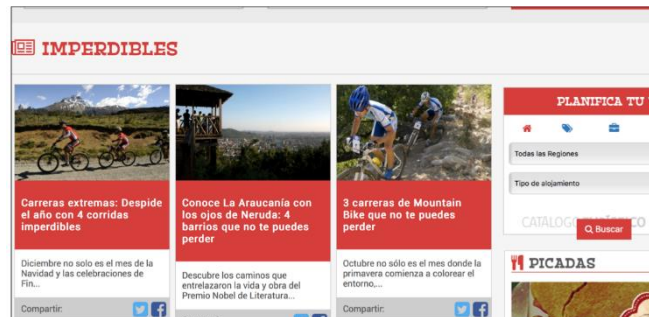 IMPERDIBLES
Carreras extremas: Despide
el año con 4 corridas
imperdibles
Diciembre no solo es el mes de la
Navidad y las celebraciones de
Fin...
Compartir:
Conoce La Araucanía con
los ojos de Neruda: 4
barrios que no te puedes
perder
Descubre los caminos que
entrelazaron la vida y obra del
Premio Nobel de Literatura...
3 carreras de Mountain
Bike que no te puedes
perder
Octubre no sólo es el mes donde la
primavera comienza a colorear el
entorno,...
Compartir:
PLANIFICA TU
Todas las Regiones
Tipo de alojamiento
CATÁLOGO
Buscar
PICADAS